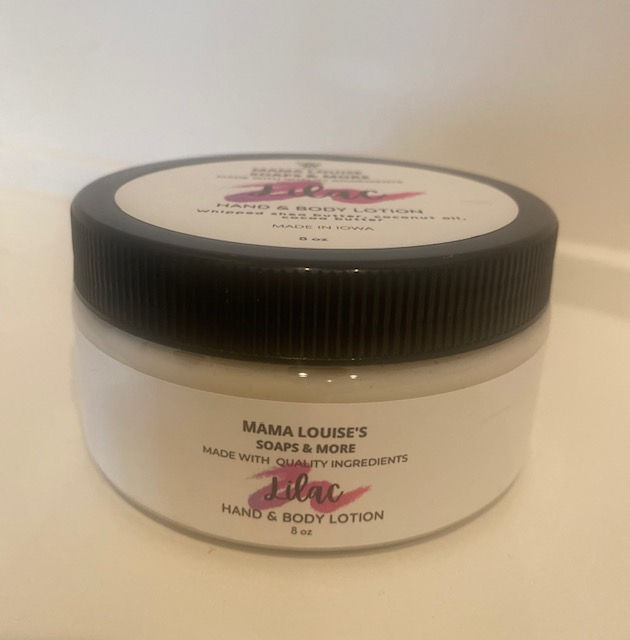 MAMA LOUISE
SOAPS & MORE
Lilac
HAND & BODY LOTION
whipped shea butter, coconut oil,
cocoa butter
MADE IN IOWA
8 oz
MAMA LOUISE'S
SOAPS & MORE
MADE WITH QUALITY INGREDIENTS
Lilac
HAND & BODY LOTION
8 oz